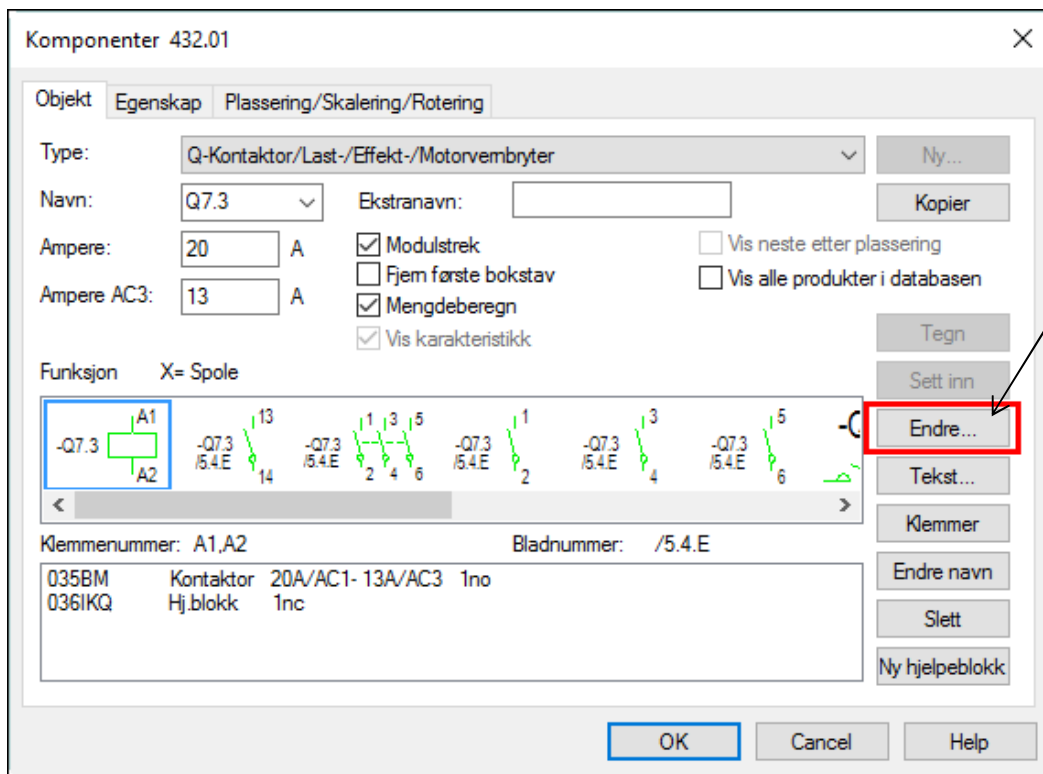 Komponenter 432.01
Objekt Egenskap Plassering/Skalering/Rotering
Type: Q-Kontaktor/Last-/Effekt-/Motorvernbryter Ny...
Navn: Q7.3 Ekstranavn: Kopier
Ampere: 20 A Modulstrek Vis neste etter plassering
Fjern første bokstav Vis alle produkter i databasen
Ampere AC3: 13 A Mengdeberegn
Vis karakteristikk Tegn
Funksjon X= Spole Sett inn
A1 13 1 3 5 1 3 5
-Q7.3 -Q7.3 -Q7.3 -Q7.3 -Q7.3 -Q7.3 Endre...
/5.4.E /5.4.E /5.4.E /5.4.E /5.4.E
A2 14 2 4 6 2 4 6 Tekst...
Klemmer
Klemmenummer: A1,A2 Bladnummer: /5.4.E
035BM Kontaktor 20A/AC1- 13A/AC3 1no Endre navn
036IKQ Hj.blokk 1nc
Slett
Ny hjelpeblokk
OK Cancel Help